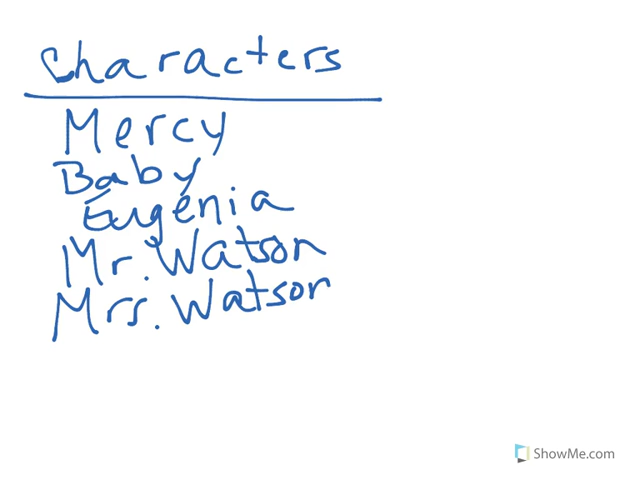 Characters
Mercy
Baby
Eugenia
Mr. Watson
Mrs. Watson
ShowMe.com